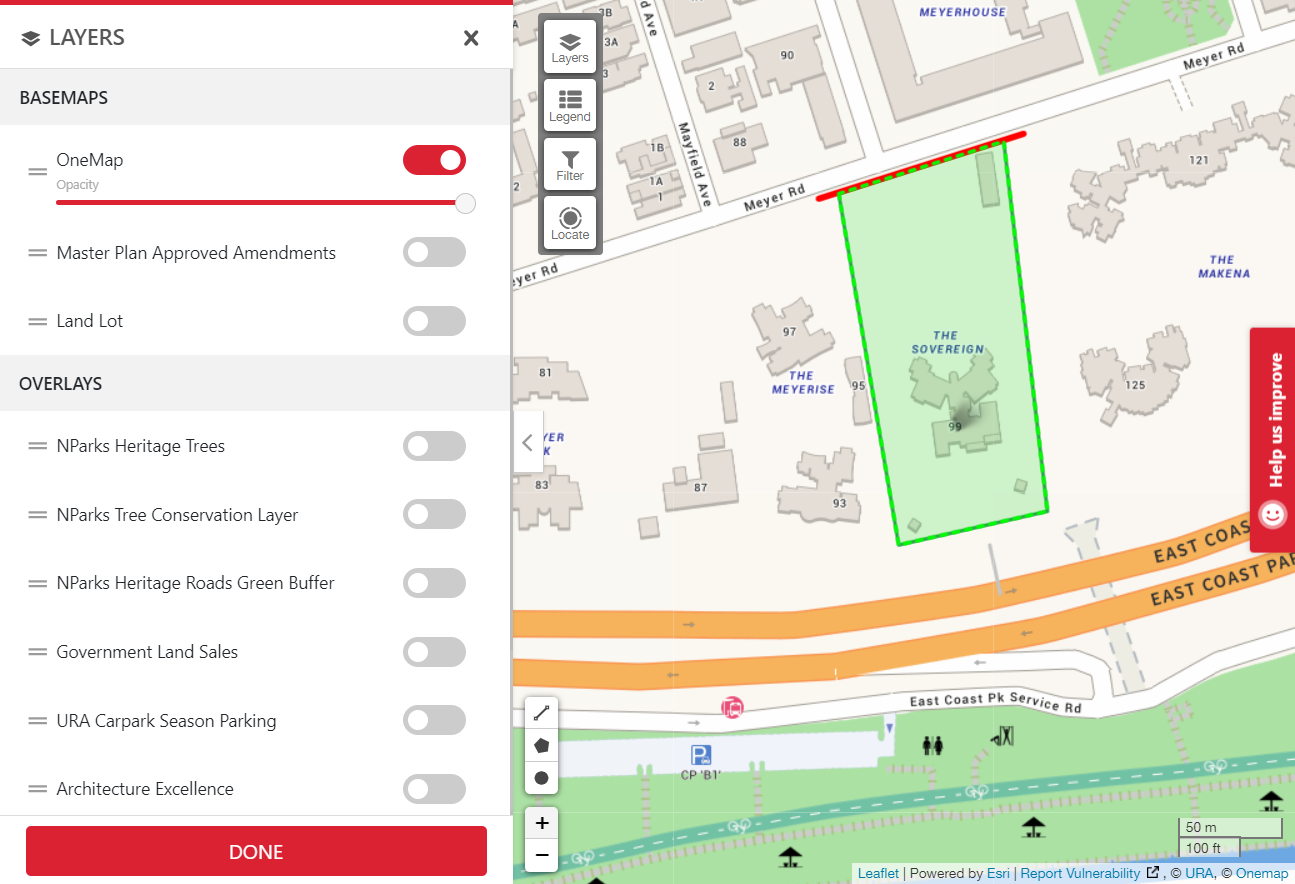 LAYERS
BASEMAPS
OneMap
Opacity
Master Plan Approved Amendments
Land Lot
OVERLAYS
NParks Heritage Trees
NParks Tree Conservation Layer
NParks Heritage Roads Green Buffer
Government Land Sales
URA Carpark Season Parking
Architecture Excellence
DONE
Layers
Legend
Filter
Locate
MEYERHOUSE
Meyer Rd
3B
3A
3
90
2
88
1B
1A
1
2
Mayfield Ave
Meyer Rd
121
THE
MAKENA
97
THE
MEYERISE
95
THE
SOVEREIGN
99
125
81
83
87
93
EAST COAS
EAST COAST PAR
East Coast Pk Service Rd
P
CP 'B1'
Help us improve
+
−
50 m
100 ft
Leaflet | Powered by Esri | Report Vulnerability , © URA, © Onemap